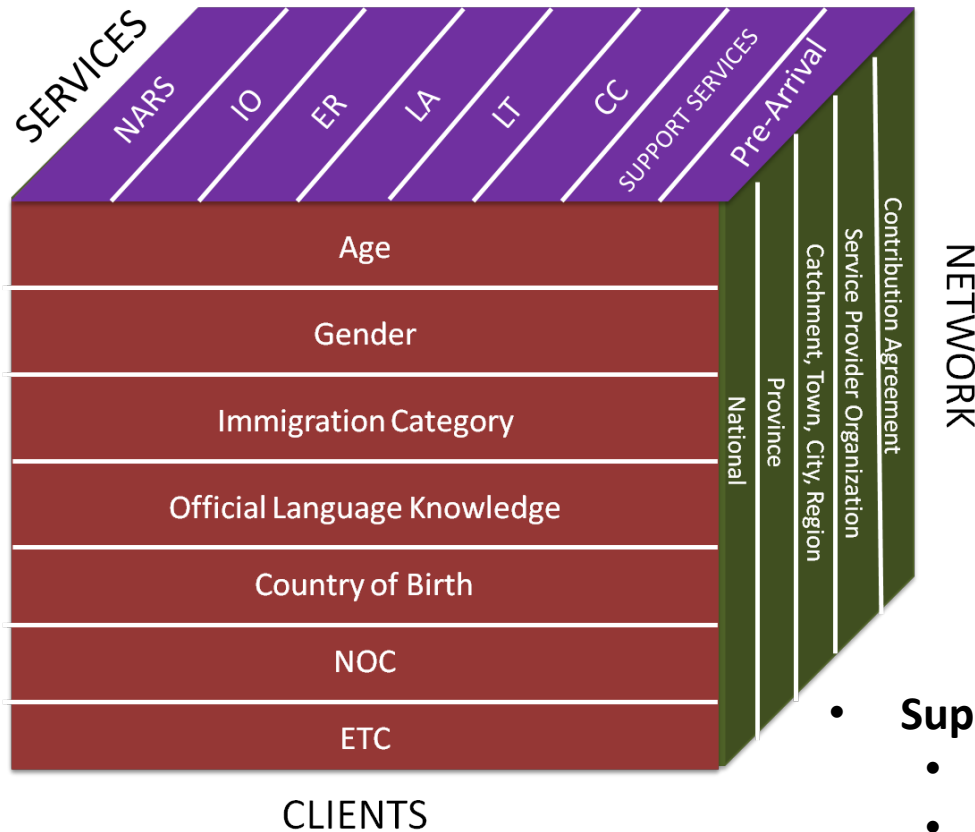 SERVICES
NARS
IO
ER
LA
LT
CC
SUPPORT SERVICES
Pre-Arrival
Age
Gender
Immigration Category
Official Language Knowledge
Country of Birth
NOC
ETC
CLIENTS
National
Province
Catchment, Town, City, Region
Service Provider Organization
Contribution Agreement
NETWORK
• Sup
•
•